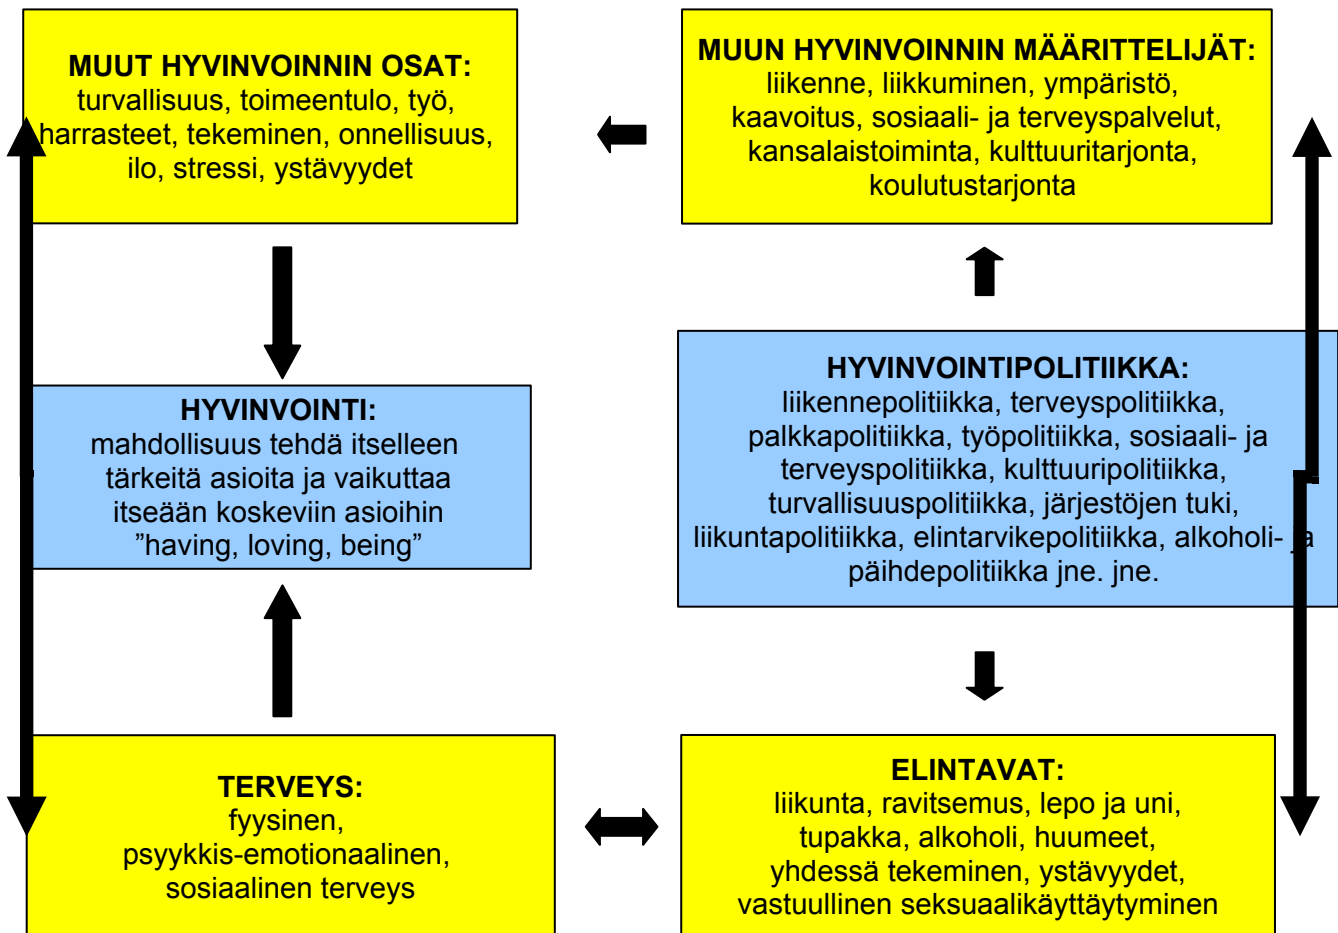 MUUT HYVINVOINNIN OSAT:
turvallisuus, toimeentulo, työ,
harrasteet, tekeminen, onnellisuus,
ilo, stressi, ystävyydet
MUUN HYVINVOINNIN MÄÄRITTELIJÄT:
liikenne, liikkuminen, ympäristö,
kaavoitus, sosiaali- ja terveyspalvelut,
kansalaistoiminta, kulttuuritarjonta,
koulutustarjonta
HYVINVOINTI:
mahdollisuus tehdä itselleen
tärkeitä asioita ja vaikuttaa
itseään koskeviin asioihin
”having, loving, being”
HYVINVOINTIPOLITIIKKA:
liikennepolitiikka, terveyspolitiikka,
palkkapolitiikka, työpolitiikka, sosiaali- ja
terveyspolitiikka, kulttuuripolitiikka,
turvallisuuspolitiikka, järjestöjen tuki,
liikuntapolitiikka, elintarvikepolitiikka, alkoholi- ja
päihdepolitiikka jne. jne.
TERVEYS:
fyysinen,
psyykkis-emotionaalinen,
sosiaalinen terveys
ELINTAVAT:
liikunta, ravitsemus, lepo ja uni,
tupakka, alkoholi, huumeet,
yhdessä tekeminen, ystävyydet,
vastuullinen seksuaalikäyttäytyminen